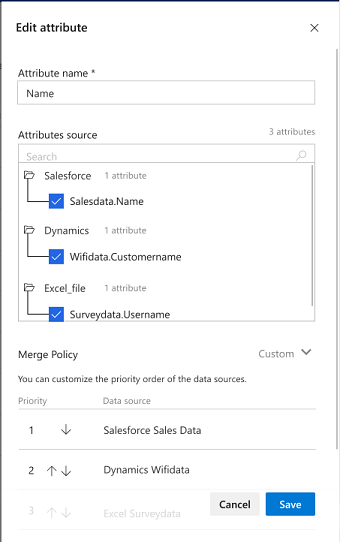 Edit attribute
Attribute name *
Name
Attributes source 3 attributes
Search
Salesforce 1 attribute
Salesdata.Name
Dynamics 1 attribute
Wifidata.Customername
Excel_file 1 attribute
Surveydata.Username
Merge Policy Custom
You can customize the priority order of the data sources.
Priority Data source
1 Salesforce Sales Data
2 Dynamics Wifidata
Cancel Save
3 Excel Surveydata